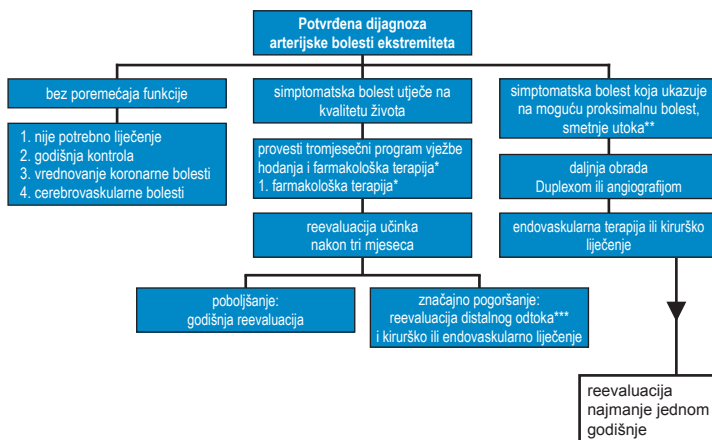 Potvrđena dijagnoza
arterijske bolesti ekstremiteta
bez poremećaja funkcije
1. nije potrebno liječenje
2. godišnja kontrola
3. vrednovanje koronarne bolesti
4. cerebrovaskularne bolesti
simptomatska bolest utječe na
kvalitetu života
provesti tromjesečni program vježbe
hodanja i farmakološka terapija*
1. farmakološka terapija*
reevaluacija učinka
nakon tri mjeseca
poboljšanje:
godišnja reevaluacija
značajno pogoršanje:
reevaluacija distalnog odtoka***
i kirurško ili endovaskularno liječenje
simptomatska bolest koja ukazuje
na moguću proksimalnu bolest,
smetnje utoka**
daljnja obrada
Duplexom ili angiografijom
endovaskularna terapija ili kirurško
liječenje
reevaluacija
najmanje jednom
godišnje